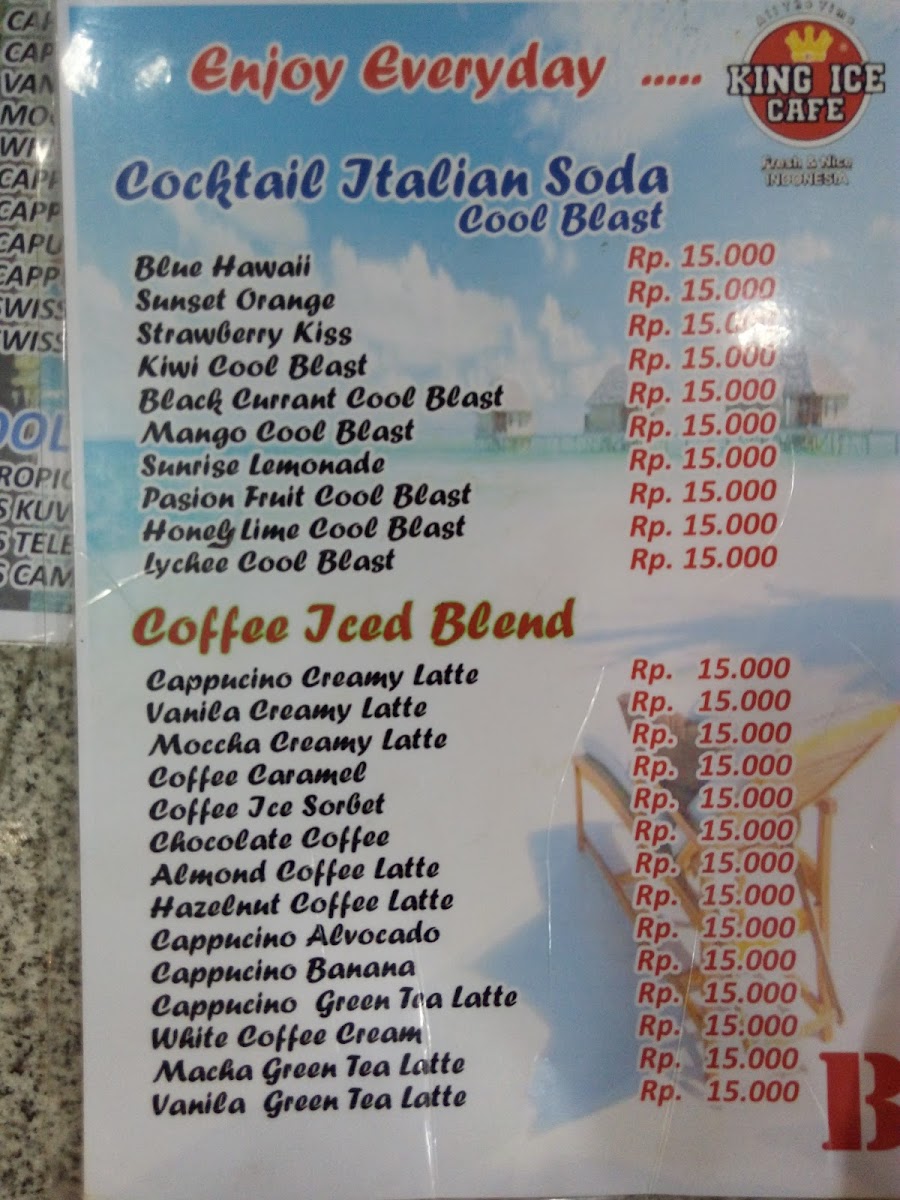 Enjoy Everyday .....
All You Time
KING ICE
CAFE
Fresh & Nice
INDONESIA
Cocktail Italian Soda
Cool Blast
Blue Hawaii Rp. 15.000
Sunset Orange Rp. 15.000
Strawberry Kiss Rp. 15.000
Kiwi Cool Blast Rp. 15.000
Black Currant Cool Blast Rp. 15.000
Mango Cool Blast Rp. 15.000
Sunrise Lemonade Rp. 15.000
Pasion Fruit Cool Blast Rp. 15.000
Honey Lime Cool Blast Rp. 15.000
Lychee Cool Blast Rp. 15.000
Coffee Iced Blend
Cappucino Creamy Latte Rp. 15.000
Vanila Creamy Latte Rp. 15.000
Moccha Creamy Latte Rp. 15.000
Coffee Caramel Rp. 15.000
Coffee Ice Sorbet Rp. 15.000
Chocolate Coffee Rp. 15.000
Almond Coffee Latte Rp. 15.000
Hazelnut Coffee Latte Rp. 15.000
Cappucino Alvocado Rp. 15.000
Cappucino Banana Rp. 15.000
Cappucino Green Tea Latte Rp. 15.000
White Coffee Cream Rp. 15.000
Macha Green Tea Latte Rp. 15.000
Vanila Green Tea Latte Rp. 15.000
B